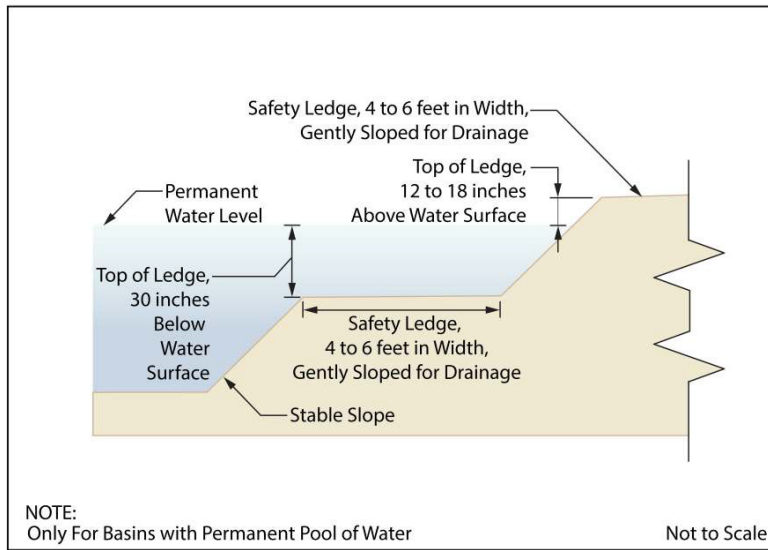 Safety Ledge, 4 to 6 feet in Width,
Gently Sloped for Drainage
Top of Ledge,
12 to 18 inches
Above Water Surface
Permanent
Water Level
Top of Ledge,
30 inches
Below
Water
Surface
Safety Ledge,
4 to 6 feet in Width,
Gently Sloped for Drainage
Stable Slope
NOTE:
Only For Basins with Permanent Pool of Water
Not to Scale